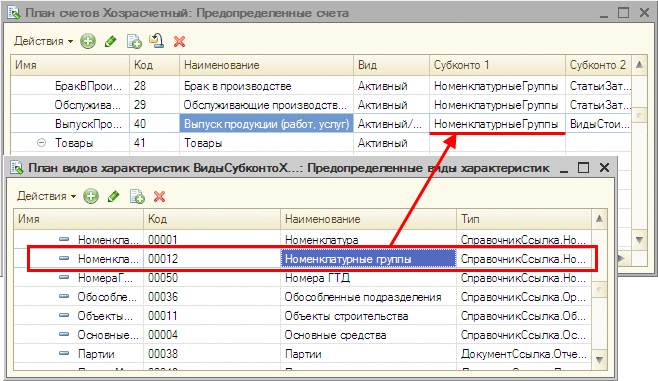 План счетов Хозрасчетный: Предопределенные счета
Действия
Имя Код Наименование Вид Субконто 1 Субконто 2
БракВПрои... 28 Брак в производстве Активный НоменклатурныеГруппы СтатьиЗат...
Обслужива... 29 Обслуживающие производств... Активный НоменклатурныеГруппы СтатьиЗат...
ВыпускПро... 40 Выпуск продукции (работ, услуг) Активный/... НоменклатурныеГруппы ВидыСтои...
Товары 41 Товары Активный
План видов характеристик ВидыСубконтоХ...: Предопределенные виды характеристик
Действия
Имя Код Наименование Тип
Номенкла... 00001 Номенклатура СправочникСсылка.Но...
Номенкла... 00012 Номенклатурные группы СправочникСсылка.Но...
НомераГ... 00050 Номера ГТД СправочникСсылка.Но...
Обособле... 00036 Обособленные подразделения СправочникСсылка.Ор...
Объекты... 00011 Объекты строительства СправочникСсылка.Об...
Основные... 00004 Основные средства СправочникСсылка.Ос...
Партии 00038 Партии ДокументСсылка.Отче...